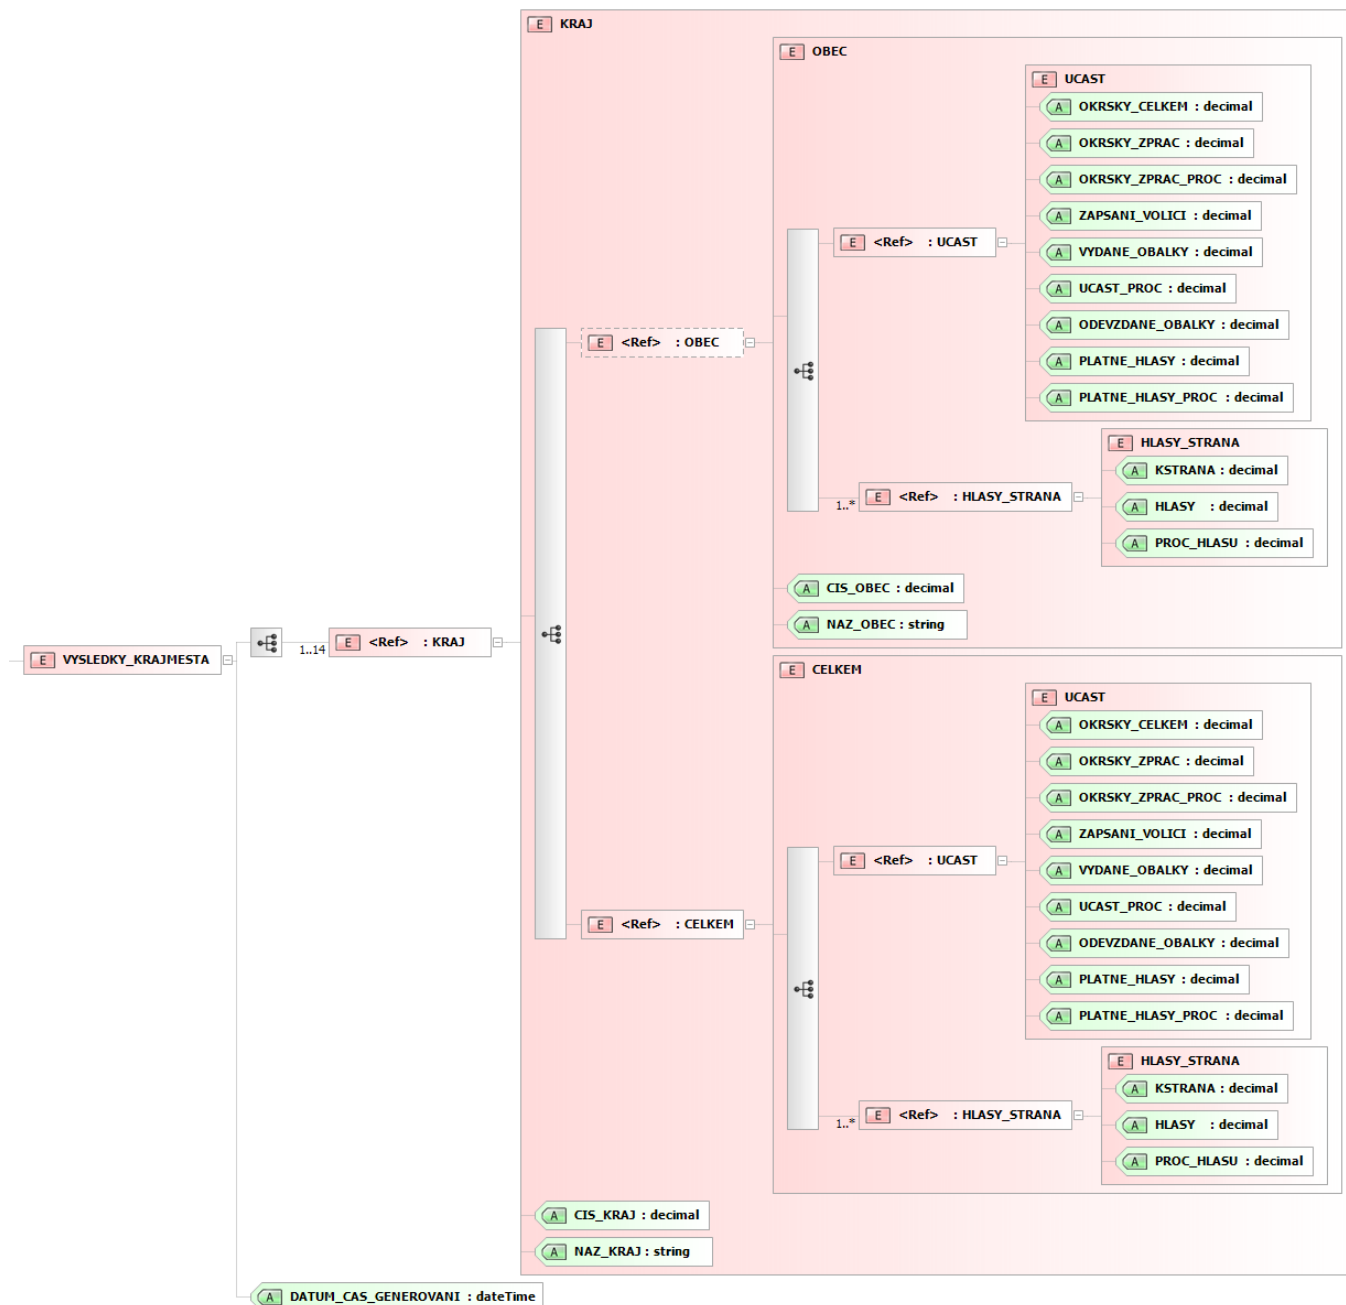 E KRAJ
E OBEC
E UCAST
A OKRSKY_CELKEM : decimal
A OKRSKY_ZPRAC : decimal
A OKRSKY_ZPRAC_PROC : decimal
A ZAPSANI_VOLICI : decimal
A VYDANE_OBALKY : decimal
A UCAST_PROC : decimal
A ODEVZDANE_OBALKY : decimal
A PLATNE_HLASY : decimal
A PLATNE_HLASY_PROC : decimal
E <Ref> : UCAST
E <Ref> : OBEC
E HLASY_STRANA
A KSTRANA : decimal
A HLASY : decimal
A PROC_HLASU : decimal
1..* E <Ref> : HLASY_STRANA
A CIS_OBEC : decimal
A NAZ_OBEC : string
E VYSLEDKY_KRAJMESTA
1..14 E <Ref> : KRAJ
E CELKEM
E UCAST
A OKRSKY_CELKEM : decimal
A OKRSKY_ZPRAC : decimal
A OKRSKY_ZPRAC_PROC : decimal
A ZAPSANI_VOLICI : decimal
A VYDANE_OBALKY : decimal
A UCAST_PROC : decimal
A ODEVZDANE_OBALKY : decimal
A PLATNE_HLASY : decimal
A PLATNE_HLASY_PROC : decimal
E <Ref> : UCAST
E <Ref> : CELKEM
E HLASY_STRANA
A KSTRANA : decimal
A HLASY : decimal
A PROC_HLASU : decimal
1..* E <Ref> : HLASY_STRANA
A CIS_KRAJ : decimal
A NAZ_KRAJ : string
A DATUM_CAS_GENEROVANI : dateTime